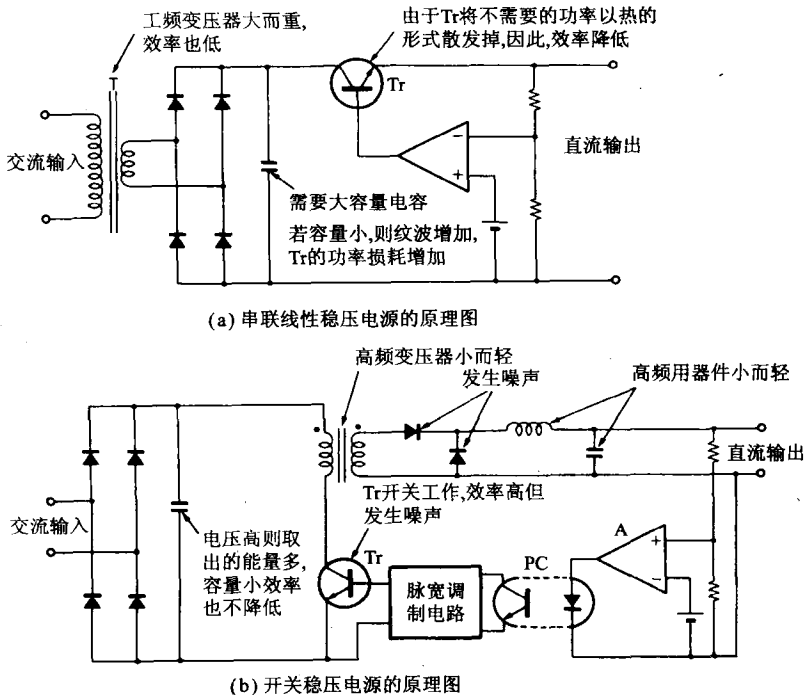 工频变压器大而重,
效率也低
由于Tr将不需要的功率以热的
形式散发掉,因此,效率降低
T
Tr
交流输入
−
+
直流输出
需要大容量电容
若容量小,则纹波增加,
Tr的功率损耗增加
(a) 串联线性稳压电源的原理图
高频变压器小而轻
发生噪声
高频用器件小而轻
直流输出
Tr开关工作,效率高但
发生噪声
交流输入
电压高则取
出的能量多,
容量小效率
也不降低
Tr
脉宽调
制电路
PC
A
+
−
(b) 开关稳压电源的原理图